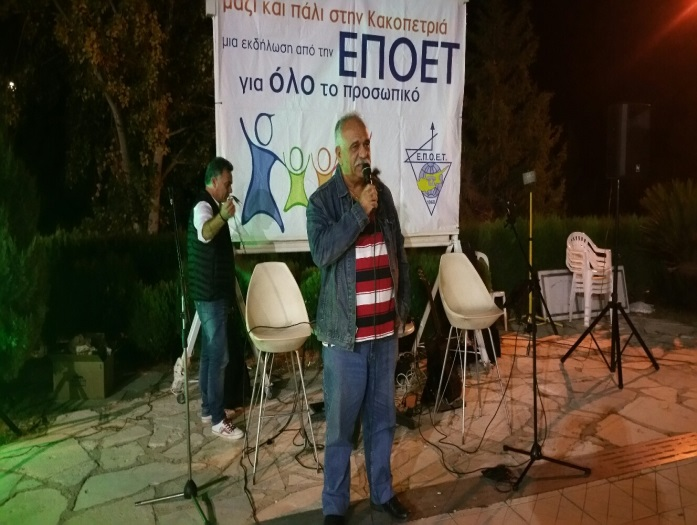 μαζί και πάλι στην Κακοπετριά
μια εκδήλωση από την ΕΠΟΕΤ
για όλο το προσωπικό
Ε.Π.Ο.Ε.Τ.